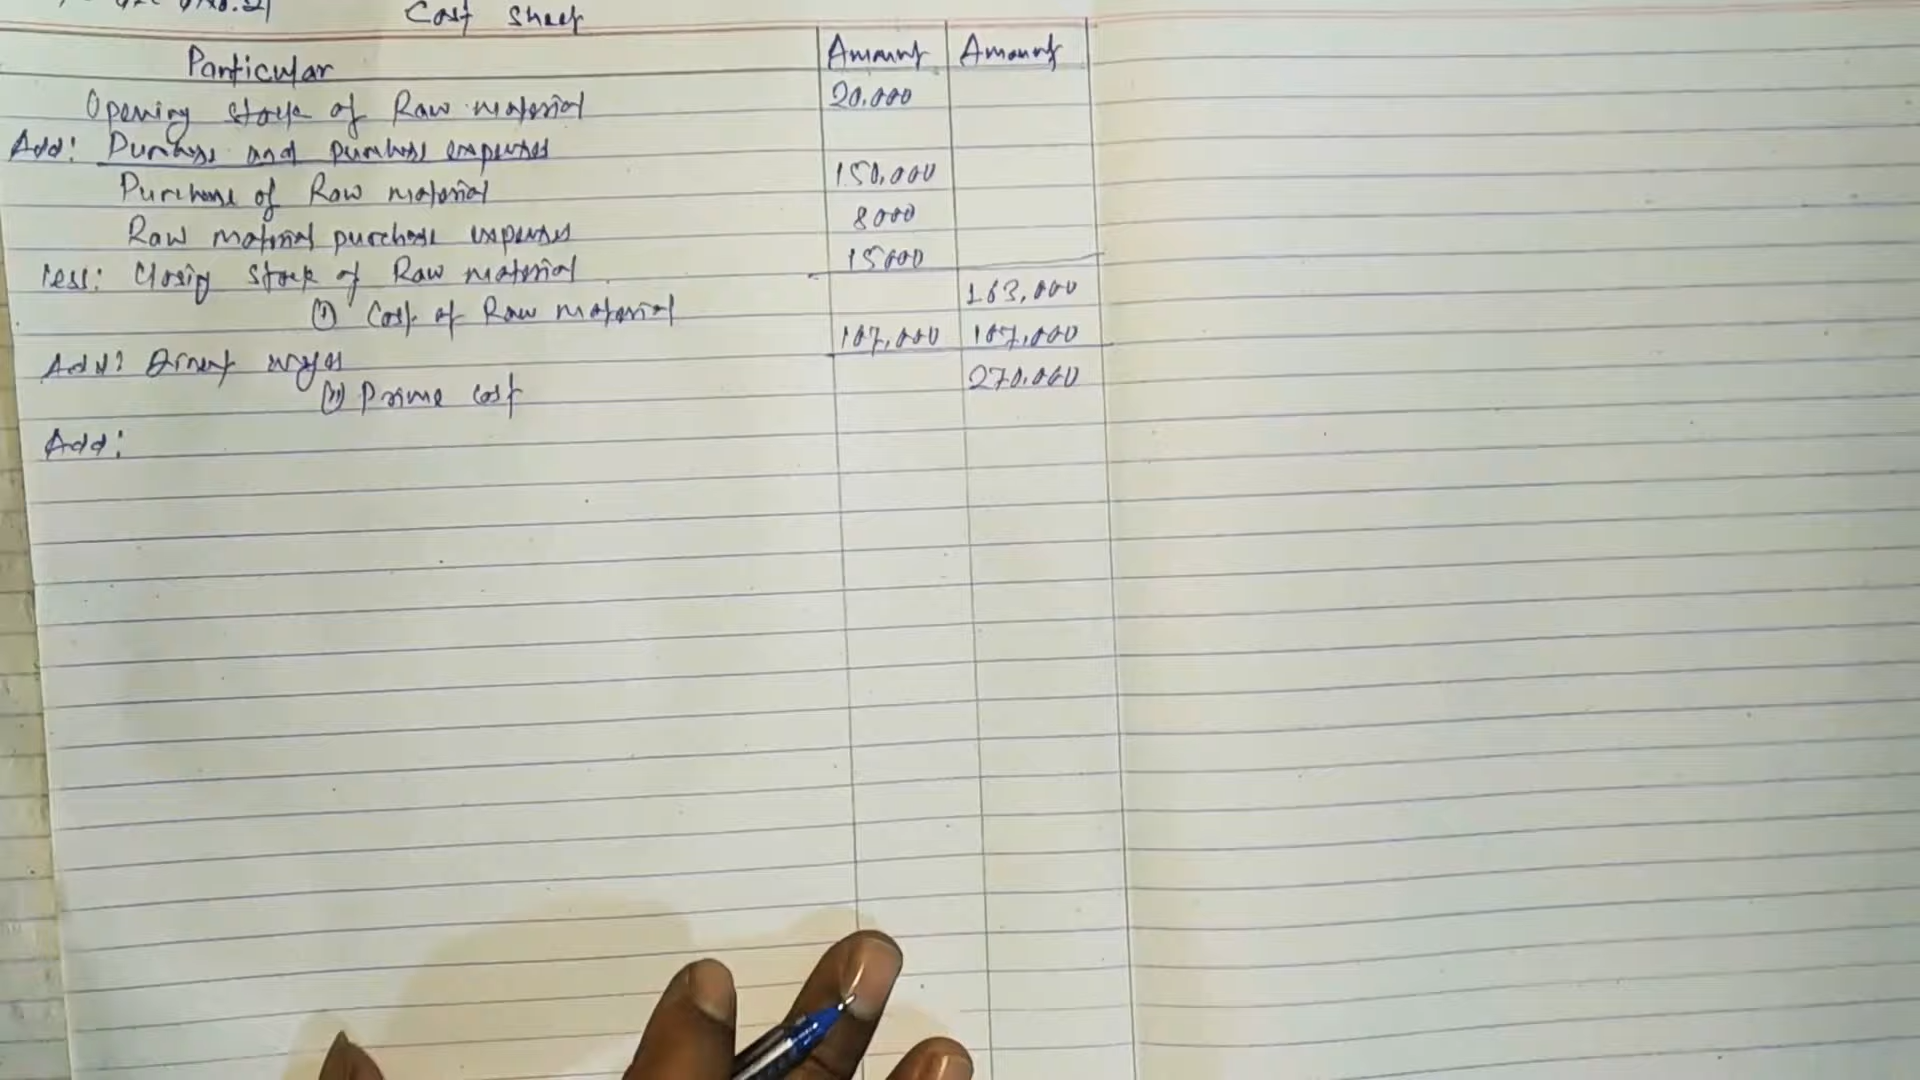 Cost Sheet
Particular Amount Amount
Opening stock of Raw material 20,000
Add: Purchase and purchase expenses
Purchase of Raw material 150,000
Raw material purchase expenses 8000
Less: Closing stock of Raw material 15000
(i) Cost of Raw material 163,000
Add: Direct wages 107,000 107,000
(ii) Prime cost 270,000
Add: